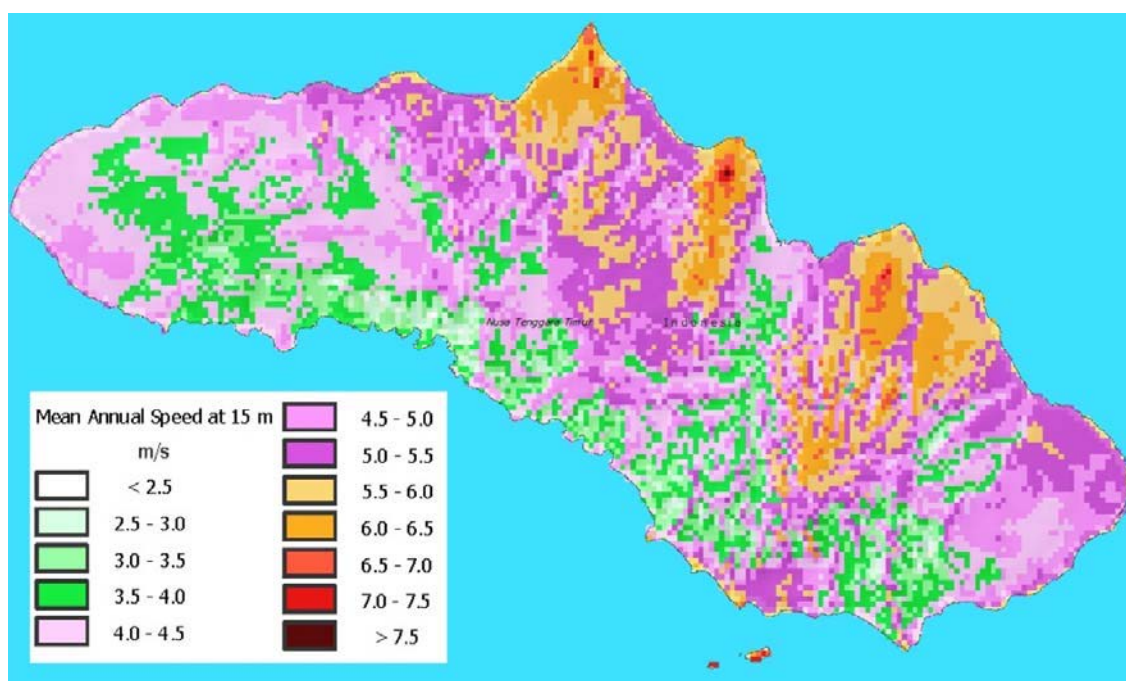 Nusa Tenggara Timur
Indonesia
Mean Annual Speed at 15 m
m/s
< 2.5
2.5 - 3.0
3.0 - 3.5
3.5 - 4.0
4.0 - 4.5
4.5 - 5.0
5.0 - 5.5
5.5 - 6.0
6.0 - 6.5
6.5 - 7.0
7.0 - 7.5
> 7.5